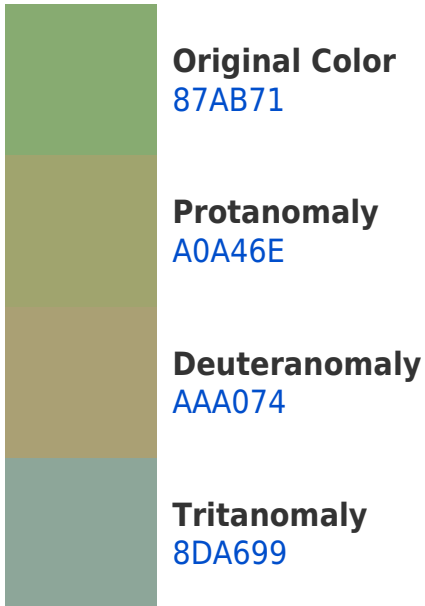 Original Color
87AB71
Protanomaly
A0A46E
Deuteranomaly
AAA074
Tritanomaly
8DA699